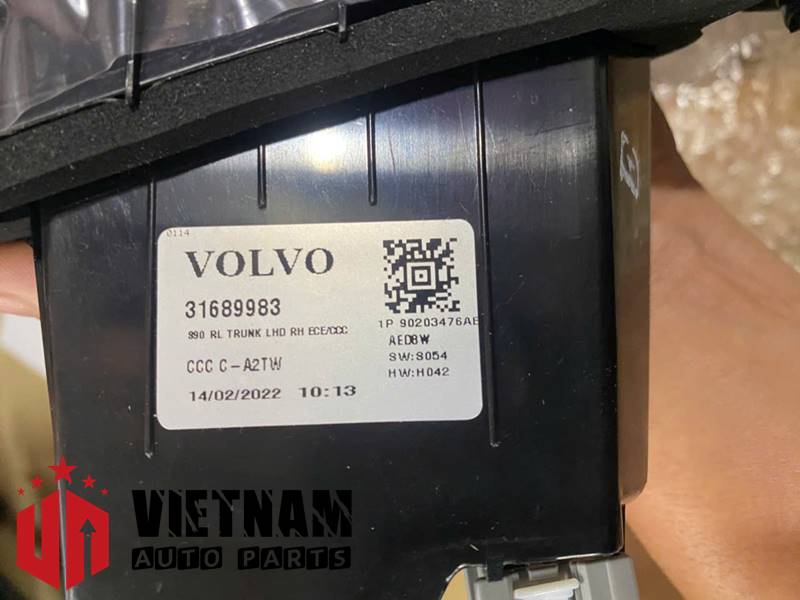 0114
VOLVO
31689983
S90 RL TRUNK LHD RH ECE/CCC
CCC C-A2TW
14/02/2022 10:13
1P 90203476AE
AEDBW
SW:S054
HW:H042
VIETNAM
AUTO PARTS